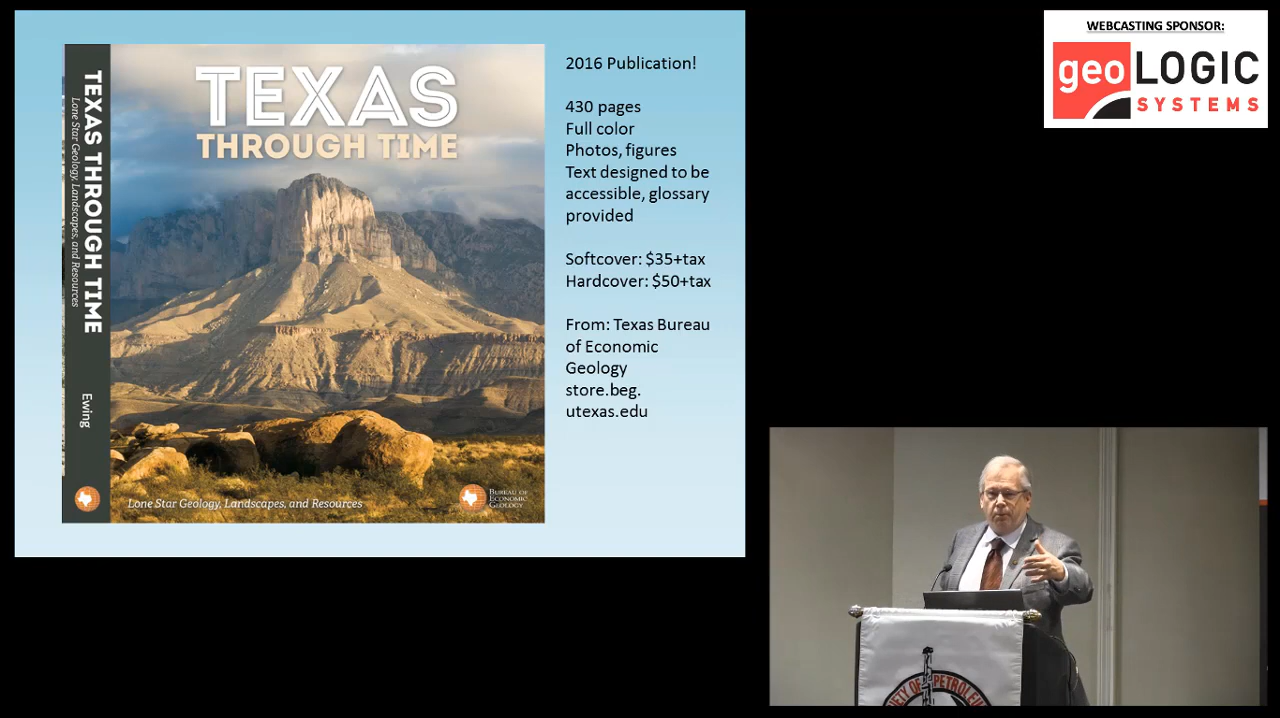 TEXAS THROUGH TIME
Lone Star Geology, Landscapes, and Resources
Ewing
TEXAS
THROUGH TIME
Lone Star Geology, Landscapes, and Resources
BUREAU OF
ECONOMIC
GEOLOGY
2016 Publication!
430 pages
Full color
Photos, figures
Text designed to be
accessible, glossary
provided
Softcover: $35+tax
Hardcover: $50+tax
From: Texas Bureau
of Economic
Geology
store.beg.
utexas.edu
WEBCASTING SPONSOR:
geoLOGIC
SYSTEMS
OF PETROLEU